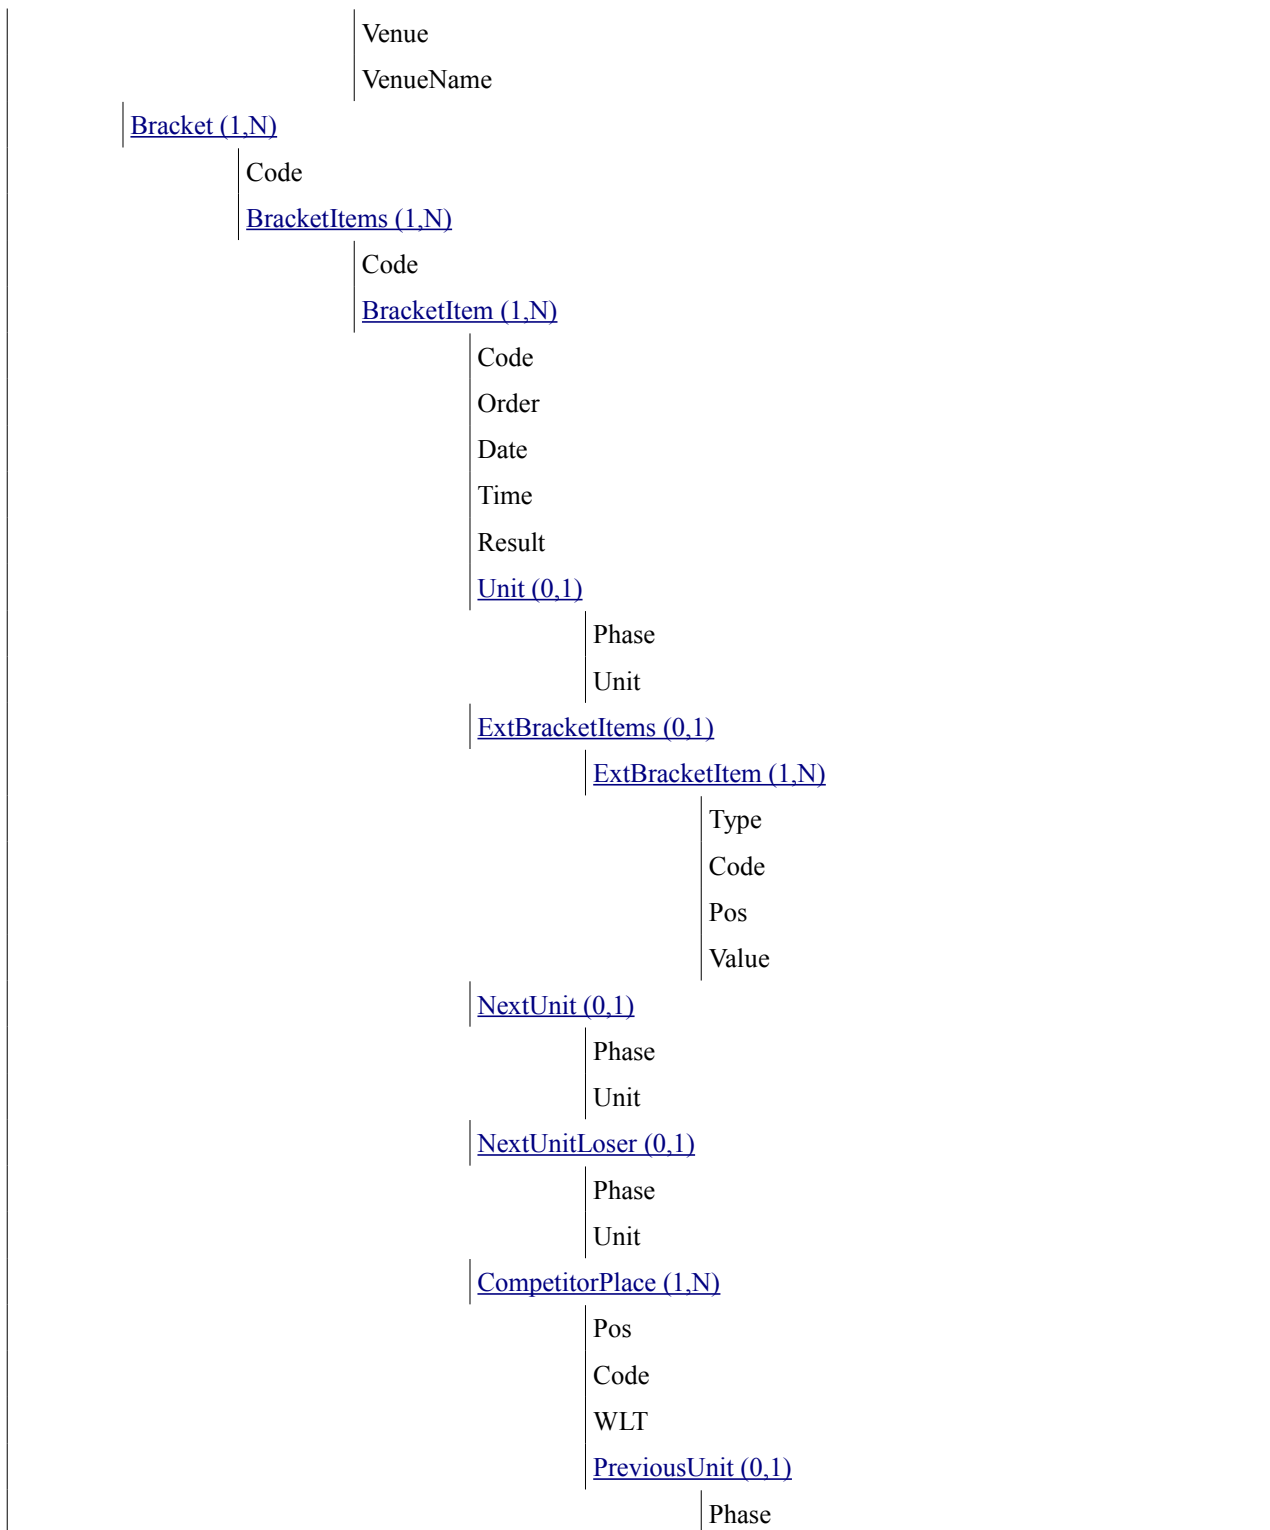 Venue
VenueName
Bracket (1,N)
Code
BracketItems (1,N)
Code
BracketItem (1,N)
Code
Order
Date
Time
Result
Unit (0,1)
Phase
Unit
ExtBracketItems (0,1)
ExtBracketItem (1,N)
Type
Code
Pos
Value
NextUnit (0,1)
Phase
Unit
NextUnitLoser (0,1)
Phase
Unit
CompetitorPlace (1,N)
Pos
Code
WLT
PreviousUnit (0,1)
Phase